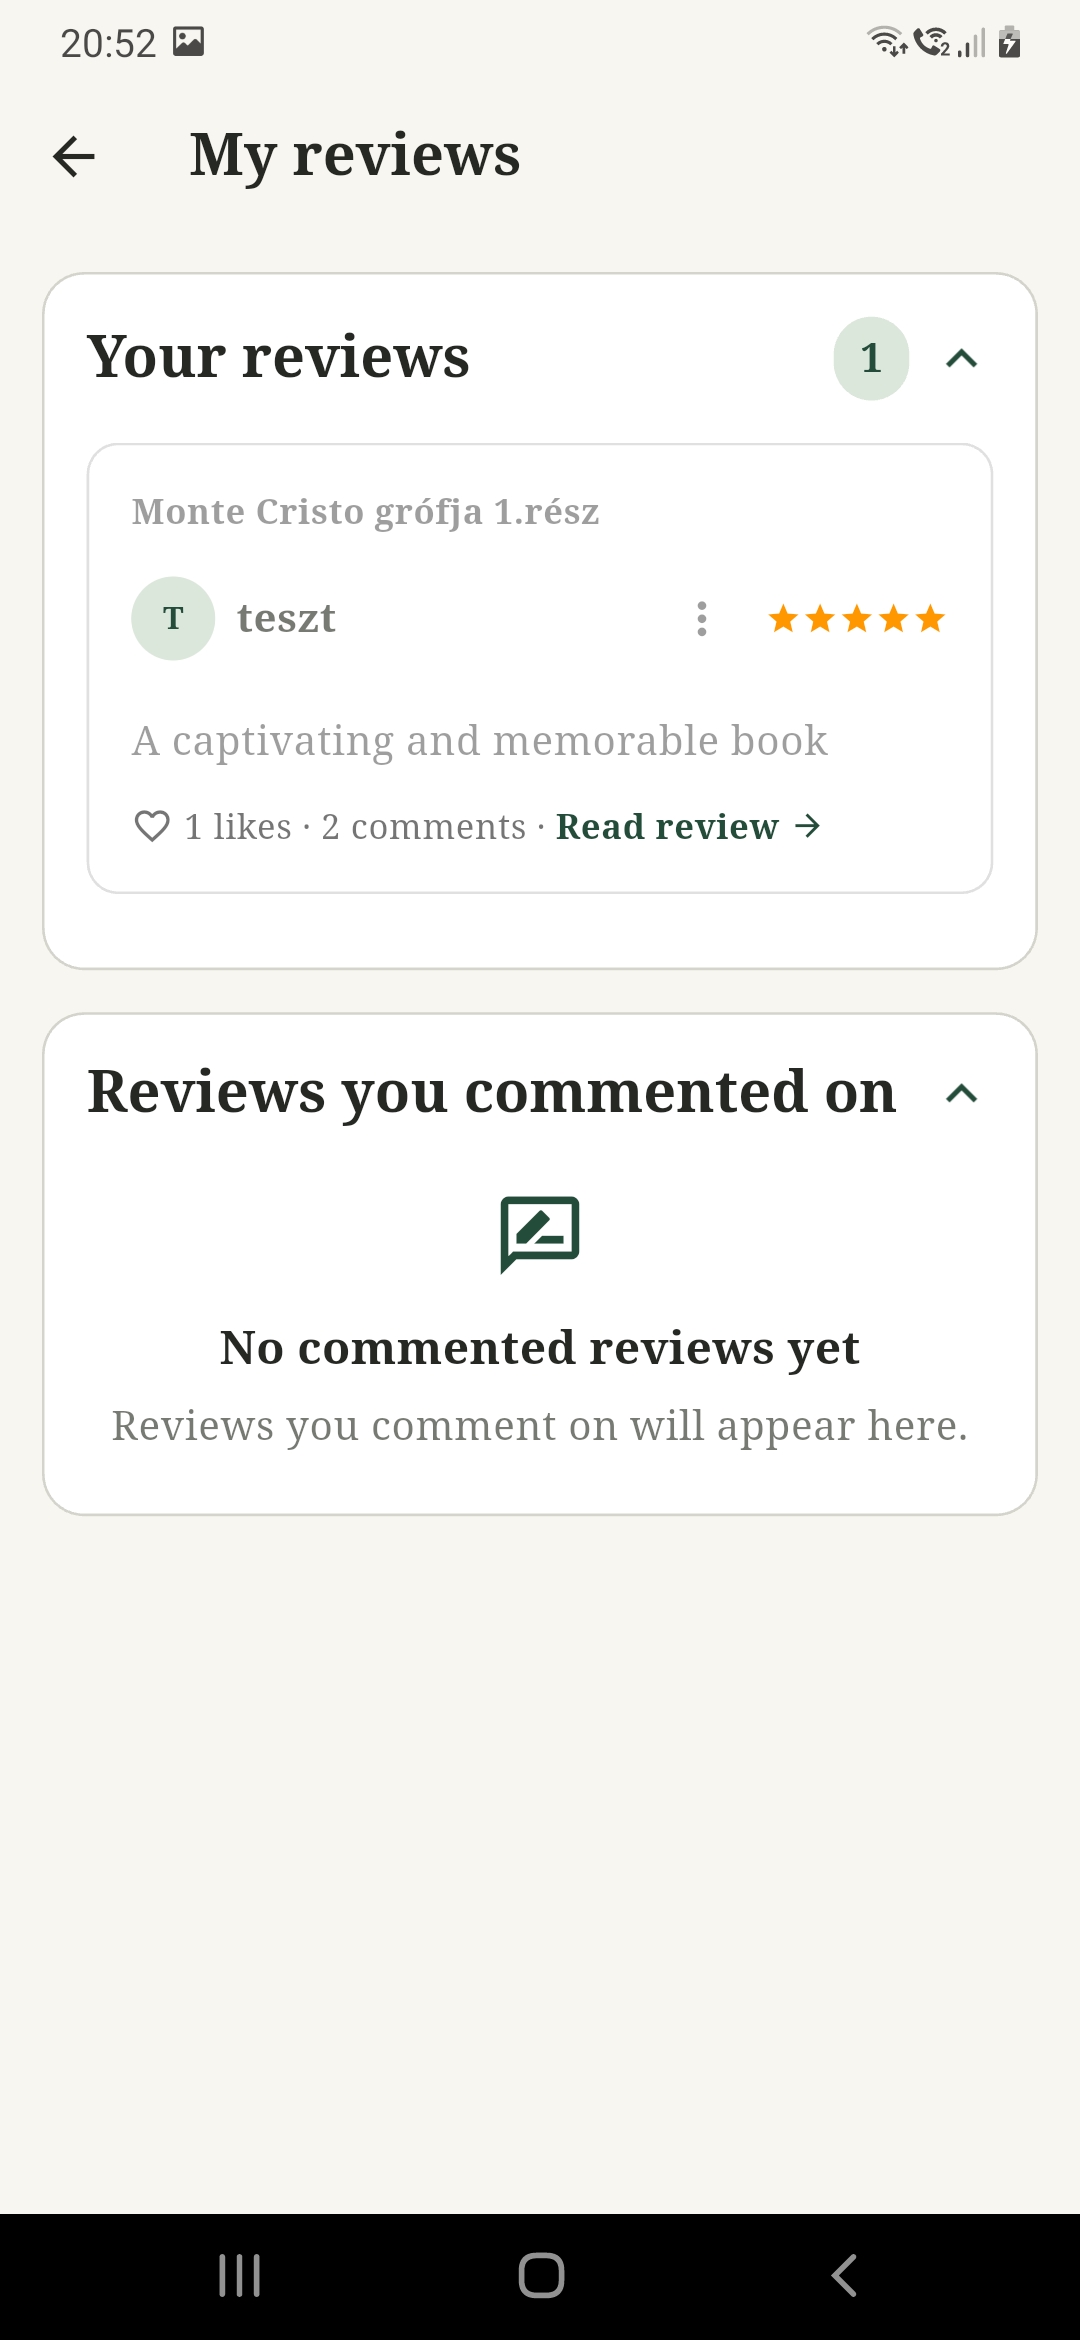 20:52
My reviews
Your reviews
1
Monte Cristo grófja 1.rész
T
teszt
A captivating and memorable book
1 likes · 2 comments · Read review →
Reviews you commented on
No commented reviews yet
Reviews you comment on will appear here.